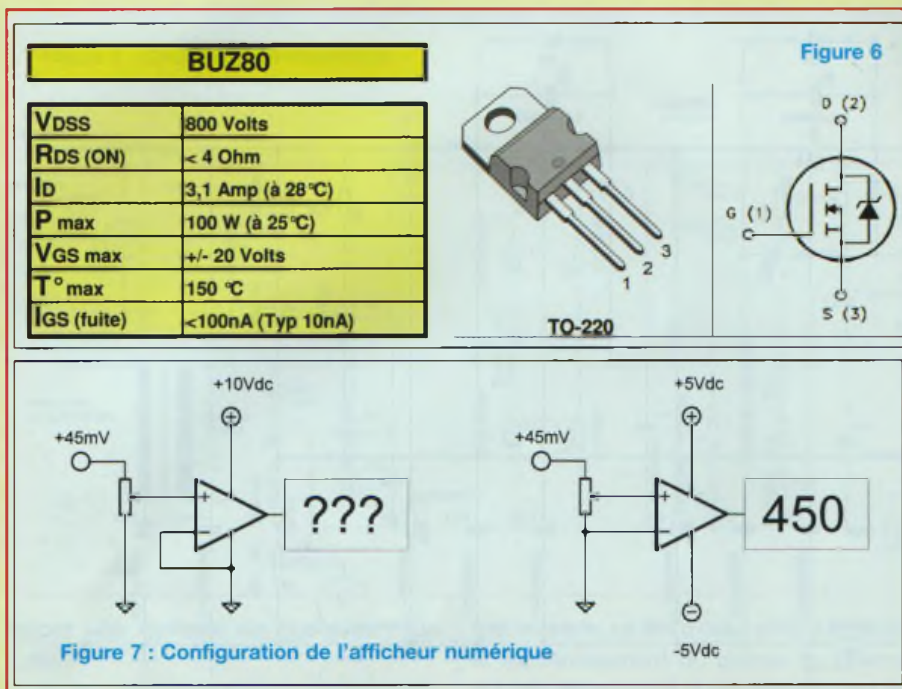 Figure 6
BUZ80
VDSS 800 Volts
RDS (ON) < 4 Ohm
ID 3,1 Amp (à 28°C)
P max 100 W (à 25°C)
VGS max +/- 20 Volts
T° max 150 °C
IGS (fuite) <100nA (Typ 10nA)
1
2
3
TO-220
D (2)
G (1)
S (3)
+10Vdc
+45mV
+
-
???
+5Vdc
+45mV
+
-
450
-5Vdc
Figure 7 : Configuration de l'afficheur numérique